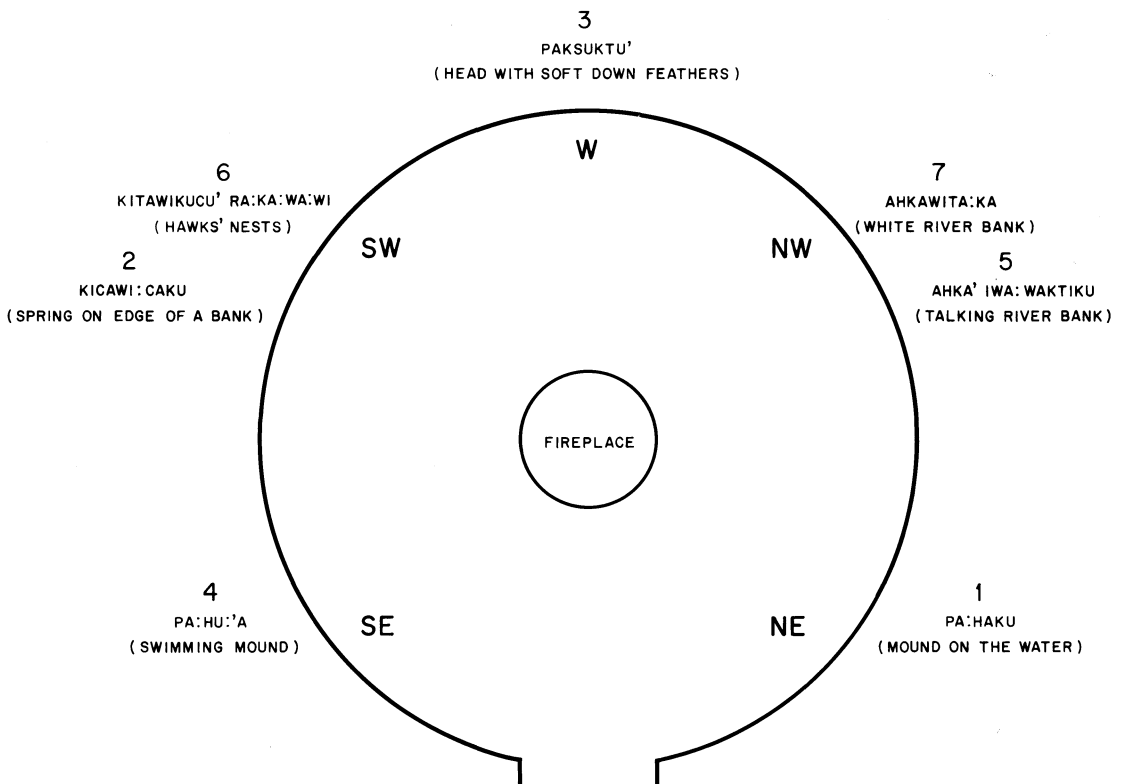 3
PAKSUKTU'
(HEAD WITH SOFT DOWN FEATHERS)
W
6
KITAWIKUCU' RA:KA:WA:WI
(HAWKS' NESTS)
7
AHKAWITA:KA
(WHITE RIVER BANK)
SW
NW
2
KICAWI:CAKU
(SPRING ON EDGE OF A BANK)
5
AHKA' IWA:WAKTIKU
(TALKING RIVER BANK)
FIREPLACE
4
PA:HU:'A
(SWIMMING MOUND)
SE
NE
1
PA:HAKU
(MOUND ON THE WATER)